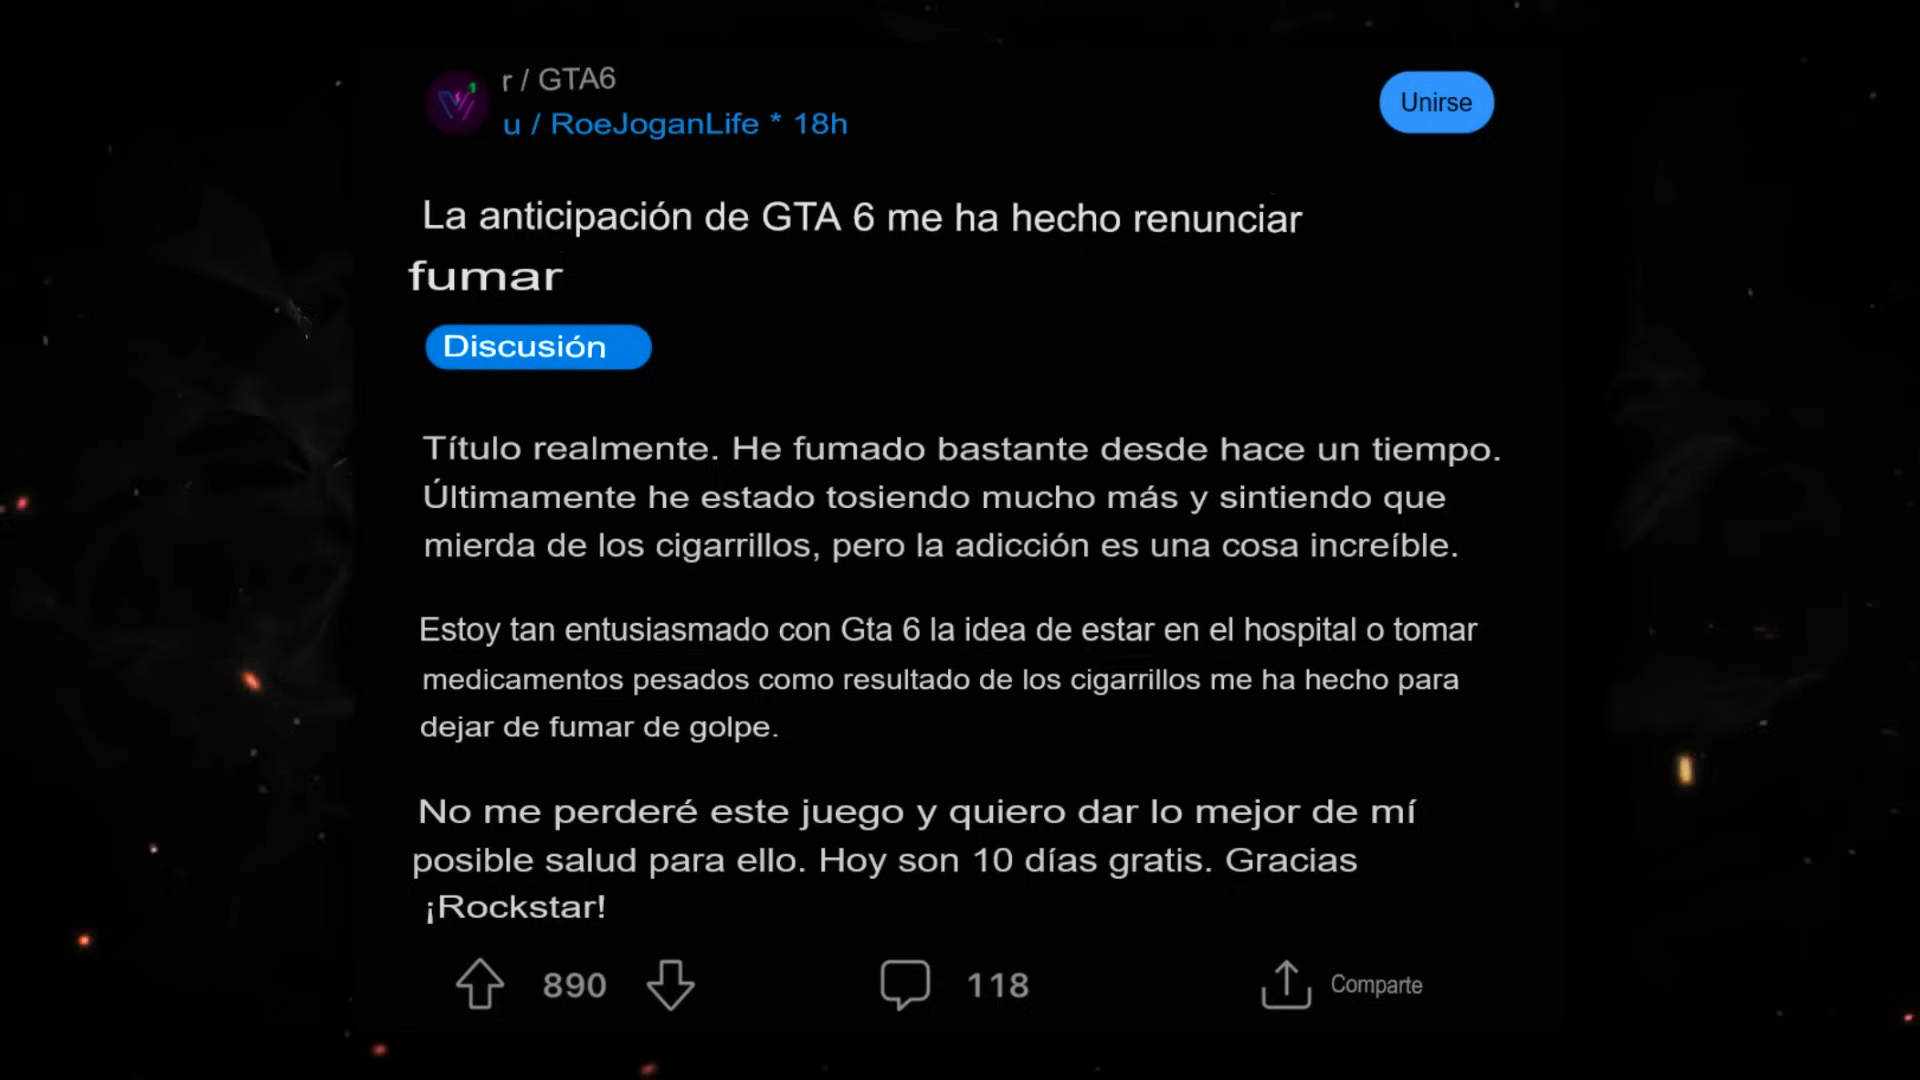 r / GTA6
u / RoeJoganLife * 18h
Unirse
La anticipación de GTA 6 me ha hecho renunciar
fumar
Discusión
Título realmente. He fumado bastante desde hace un tiempo.
Últimamente he estado tosiendo mucho más y sintiendo que
mierda de los cigarrillos, pero la adicción es una cosa increíble.
Estoy tan entusiasmado con Gta 6 la idea de estar en el hospital o tomar
medicamentos pesados como resultado de los cigarrillos me ha hecho para
dejar de fumar de golpe.
No me perderé este juego y quiero dar lo mejor de mí
posible salud para ello. Hoy son 10 días gratis. Gracias
¡Rockstar!
890
118
Comparte